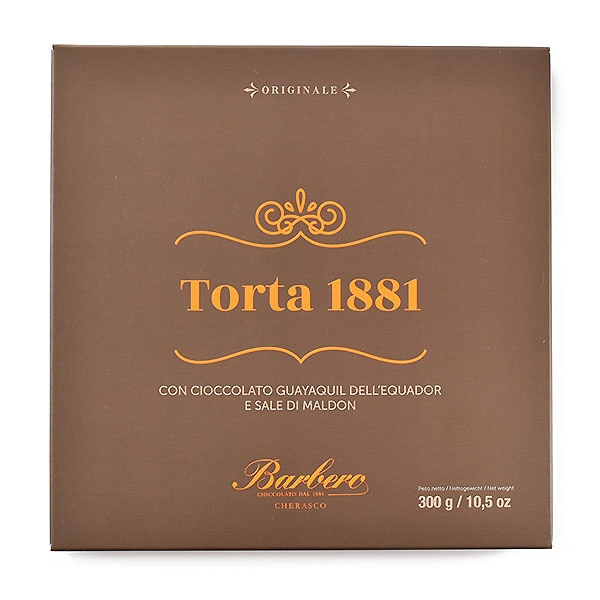 ORIGINALE
Torta 1881
CON CIOCCOLATO GUAYAQUIL DELL'EQUADOR
E SALE DI MALDON
Barbero
CIOCCOLATO DAL 1881
CHERASCO
Peso netto / Nettogewicht / Net weight
300 g / 10,5 oz